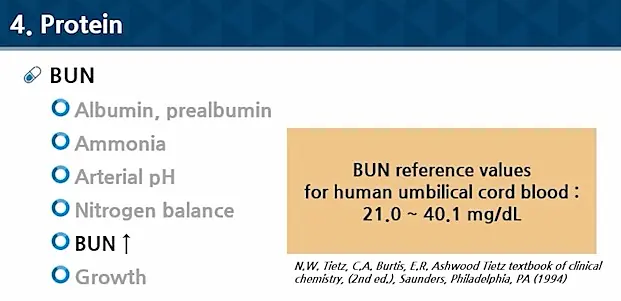 4. Protein
BUN
Albumin, prealbumin
Ammonia
Arterial pH
Nitrogen balance
BUN ↑
Growth
BUN reference values
for human umbilical cord blood :
21.0 ~ 40.1 mg/dL
N.W. Tietz, C.A. Burtis, E.R. Ashwood Tietz textbook of clinical
chemistry, (2nd ed.), Saunders, Philadelphia, PA (1994)